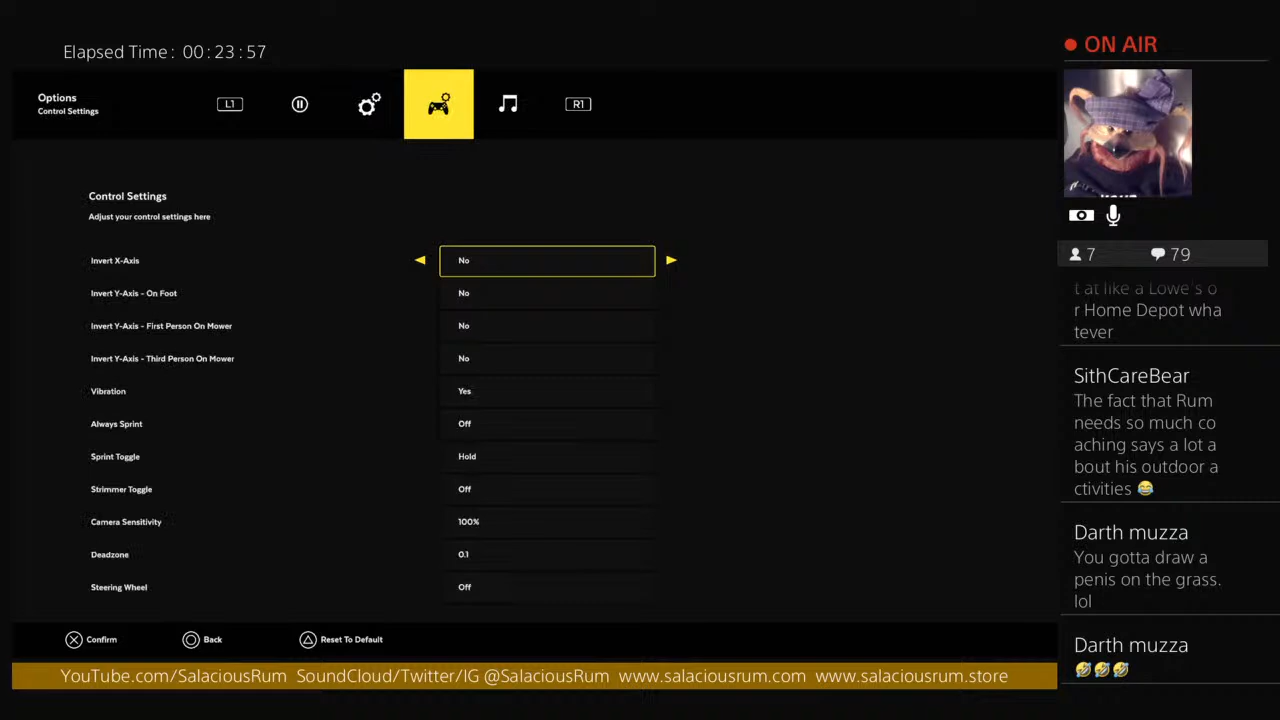 Elapsed Time: 00:23:57
ON AIR
Options
Control Settings
L1
R1
Control Settings
Adjust your control settings here
Invert X-Axis No
Invert Y-Axis - On Foot No
Invert Y-Axis - First Person On Mower No
Invert Y-Axis - Third Person On Mower No
Vibration Yes
Always Sprint Off
Sprint Toggle Hold
Strimmer Toggle Off
Camera Sensitivity 100%
Deadzone 0.1
Steering Wheel Off
Confirm Back Reset To Default
YouTube.com/SalaciousRum SoundCloud/Twitter/IG @SalaciousRum www.salaciousrum.com www.salaciousrum.store
7 79
t at like a Lowe's o
r Home Depot wha
tever
SithCareBear
The fact that Rum
needs so much co
aching says a lot a
bout his outdoor a
ctivities 😂
Darth muzza
You gotta draw a
penis on the grass.
lol
Darth muzza
🤣🤣🤣